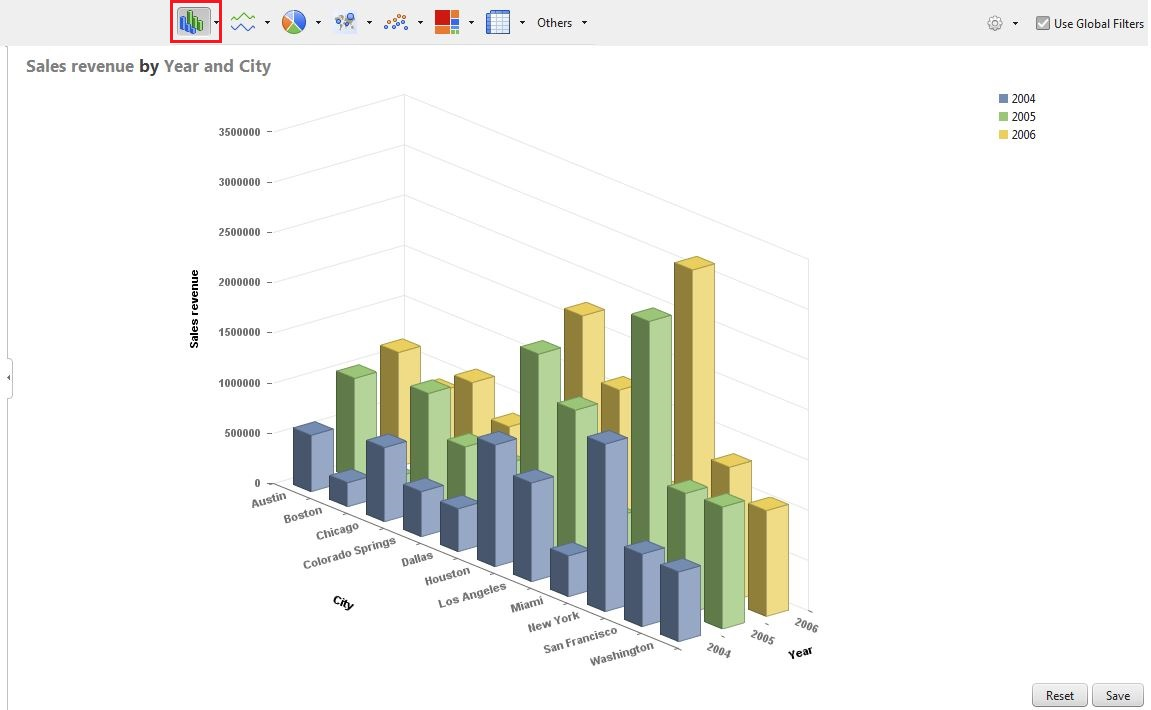 Others
Use Global Filters
Sales revenue by Year and City
2004
2005
2006
3500000
3000000
2500000
2000000
1500000
1000000
500000
0
Sales revenue
Austin
Boston
Chicago
Colorado Springs
Dallas
Houston
Los Angeles
Miami
New York
San Francisco
Washington
City
2004
2005
2006
Year
Reset
Save